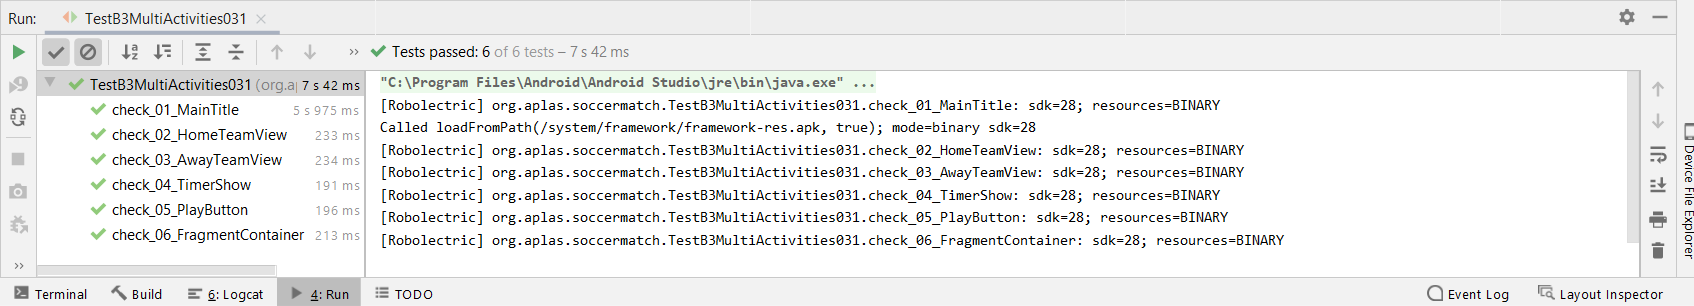 Run: TestB3MultiActivities031
» Tests passed: 6 of 6 tests – 7 s 42 ms
TestB3MultiActivities031 (org.a 7 s 42 ms
check_01_MainTitle 5 s 975 ms
check_02_HomeTeamView 233 ms
check_03_AwayTeamView 234 ms
check_04_TimerShow 191 ms
check_05_PlayButton 196 ms
check_06_FragmentContainer 213 ms
»
"C:\Program Files\Android\Android Studio\jre\bin\java.exe" ...
[Robolectric] org.aplas.soccermatch.TestB3MultiActivities031.check_01_MainTitle: sdk=28; resources=BINARY
Called loadFromPath(/system/framework/framework-res.apk, true); mode=binary sdk=28
[Robolectric] org.aplas.soccermatch.TestB3MultiActivities031.check_02_HomeTeamView: sdk=28; resources=BINARY
[Robolectric] org.aplas.soccermatch.TestB3MultiActivities031.check_03_AwayTeamView: sdk=28; resources=BINARY
[Robolectric] org.aplas.soccermatch.TestB3MultiActivities031.check_04_TimerShow: sdk=28; resources=BINARY
[Robolectric] org.aplas.soccermatch.TestB3MultiActivities031.check_05_PlayButton: sdk=28; resources=BINARY
[Robolectric] org.aplas.soccermatch.TestB3MultiActivities031.check_06_FragmentContainer: sdk=28; resources=BINARY
Device File Explorer
Terminal Build 6: Logcat 4: Run TODO Event Log Layout Inspector